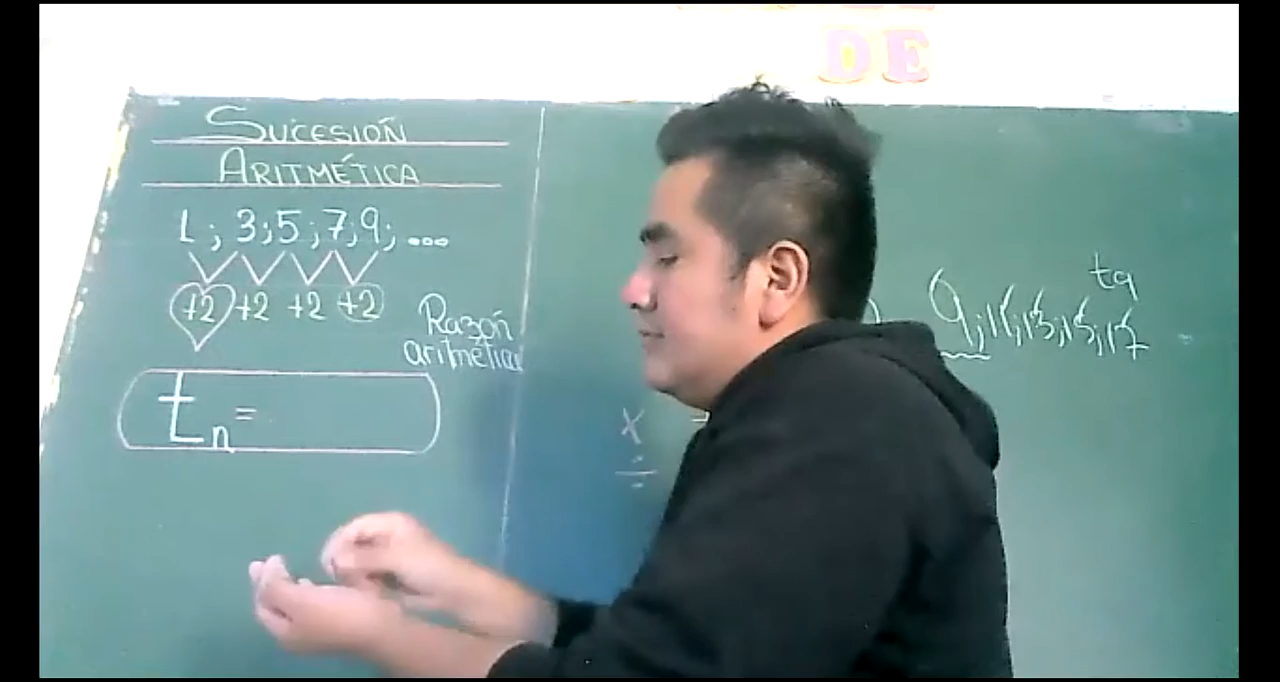 DE
SUCESIÓN
ARITMÉTICA
1; 3; 5; 7; 9; ...
+2 +2 +2 +2
Razón
aritmética
tn =
t9
9; 11; 13; 15; 17
x
÷